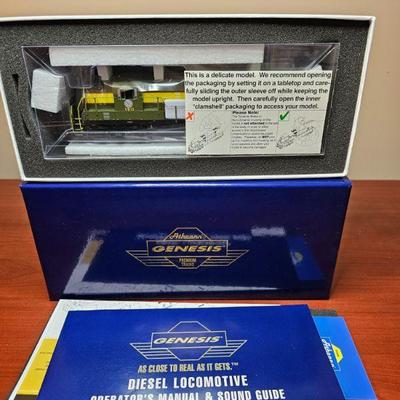 This is a delicate model. We recommend opening
the packaging by setting it on a tabletop and care-
fully sliding the outer sleeve off while keeping the
model upright. Then carefully open the inner
'clamshell' packaging to access your model.
Please Note!
Athearn
GENESIS
PREMIUM
TRAINS
GENESIS
AS CLOSE TO REAL AS IT GETS.™
DIESEL LOCOMOTIVE
OPERATOR'S MANUAL & SOUND GUIDE